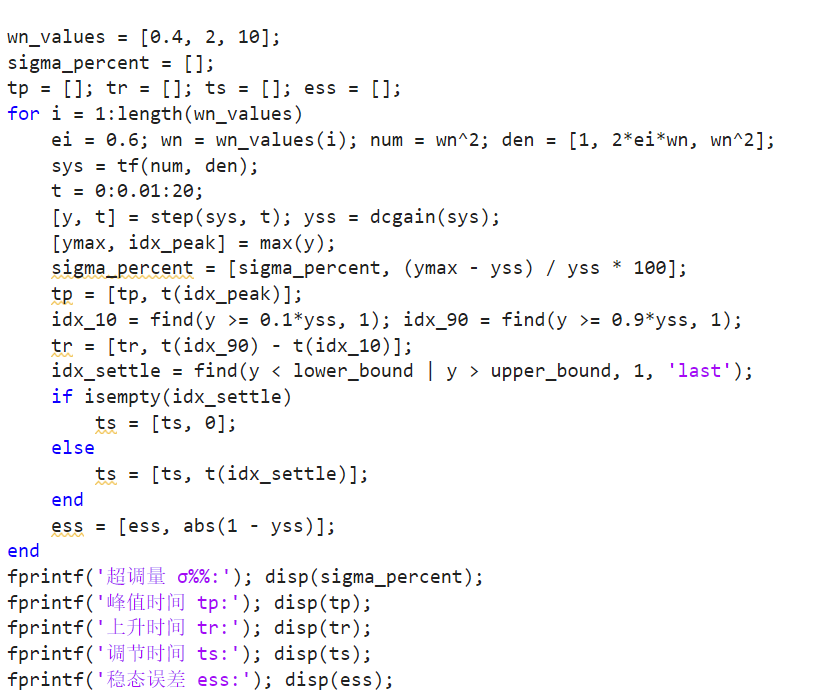 wn_values = [0.4, 2, 10];
sigma_percent = [];
tp = []; tr = []; ts = []; ess = [];
for i = 1:length(wn_values)
    ei = 0.6; wn = wn_values(i); num = wn^2; den = [1, 2*ei*wn, wn^2];
    sys = tf(num, den);
    t = 0:0.01:20;
    [y, t] = step(sys, t); yss = dcgain(sys);
    [ymax, idx_peak] = max(y);
    sigma_percent = [sigma_percent, (ymax - yss) / yss * 100];
    tp = [tp, t(idx_peak)];
    idx_10 = find(y >= 0.1*yss, 1); idx_90 = find(y >= 0.9*yss, 1);
    tr = [tr, t(idx_90) - t(idx_10)];
    idx_settle = find(y < lower_bound | y > upper_bound, 1, 'last');
    if isempty(idx_settle)
        ts = [ts, 0];
    else
        ts = [ts, t(idx_settle)];
    end
    ess = [ess, abs(1 - yss)];
end
fprintf('超调量 σ%%:'); disp(sigma_percent);
fprintf('峰值时间 tp:'); disp(tp);
fprintf('上升时间 tr:'); disp(tr);
fprintf('调节时间 ts:'); disp(ts);
fprintf('稳态误差 ess:'); disp(ess);